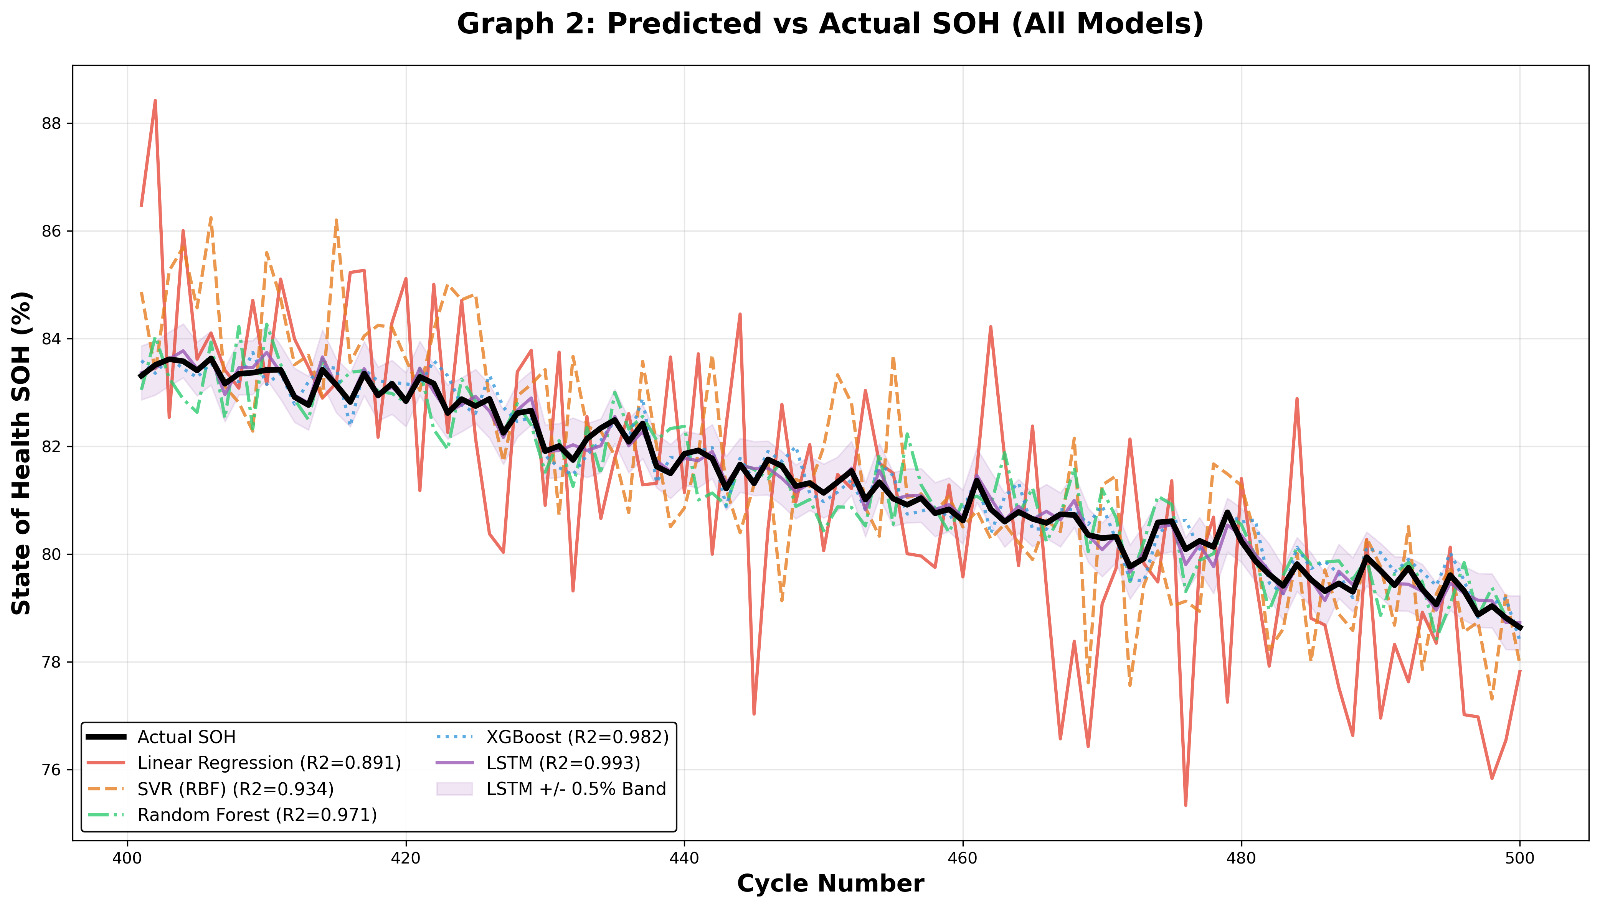 Graph 2: Predicted vs Actual SOH (All Models)
State of Health SOH (%)
88
86
84
82
80
78
76
Actual SOH
Linear Regression (R2=0.891)
SVR (RBF) (R2=0.934)
Random Forest (R2=0.971)
XGBoost (R2=0.982)
LSTM (R2=0.993)
LSTM +/- 0.5% Band
400
420
440
460
480
500
Cycle Number